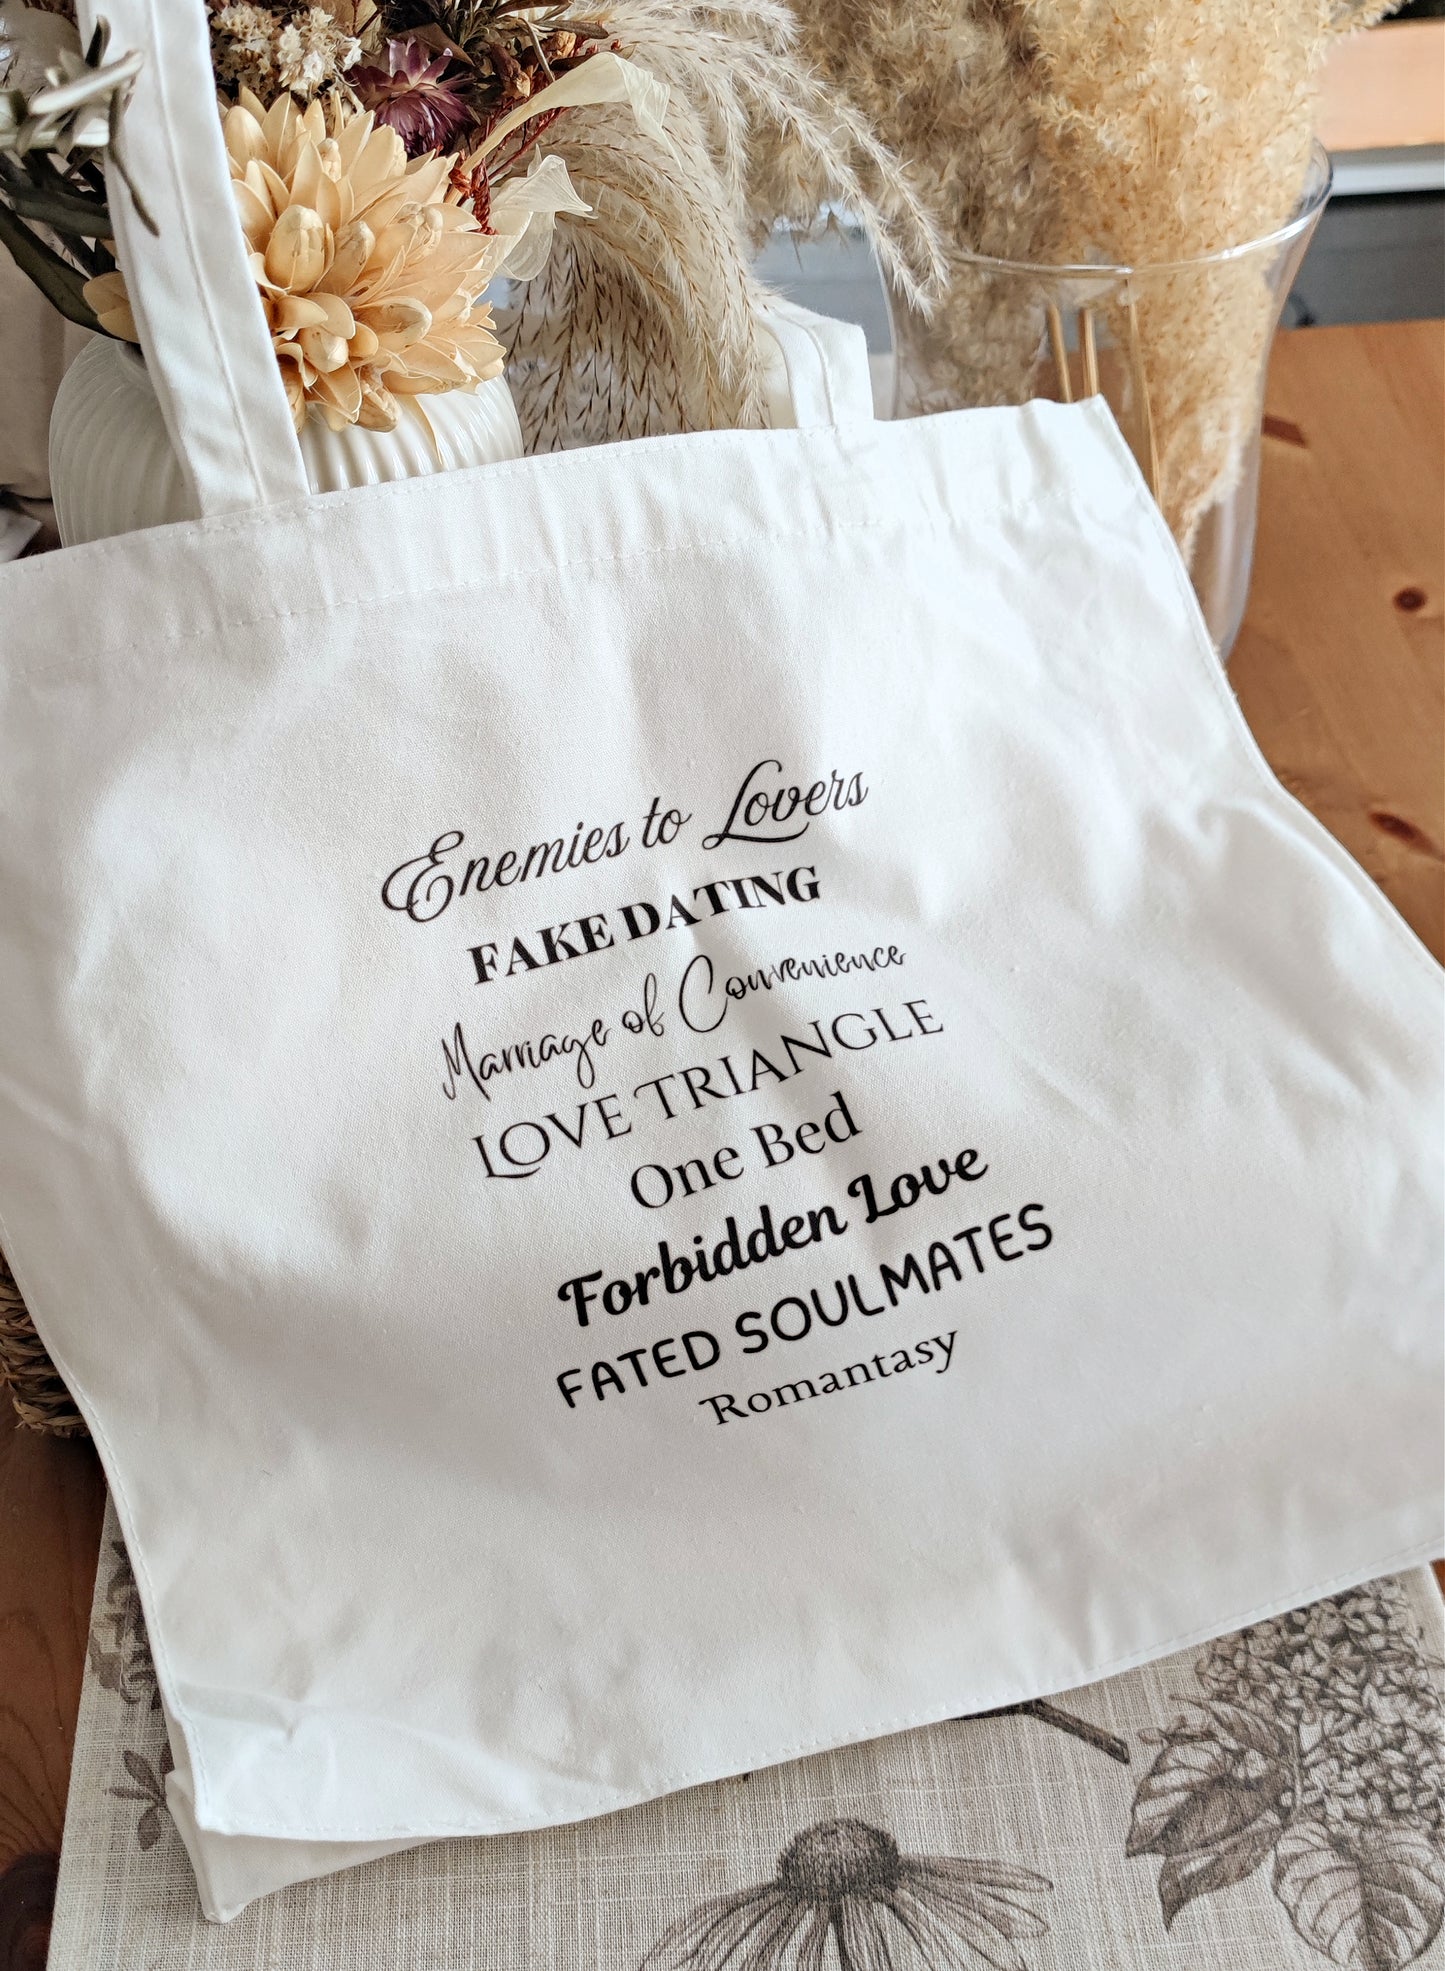 Enemies to Lovers
FAKE DATING
Marriage of Convenience
LOVE TRIANGLE
One Bed
Forbidden Love
FATED SOULMATES
Romantasy